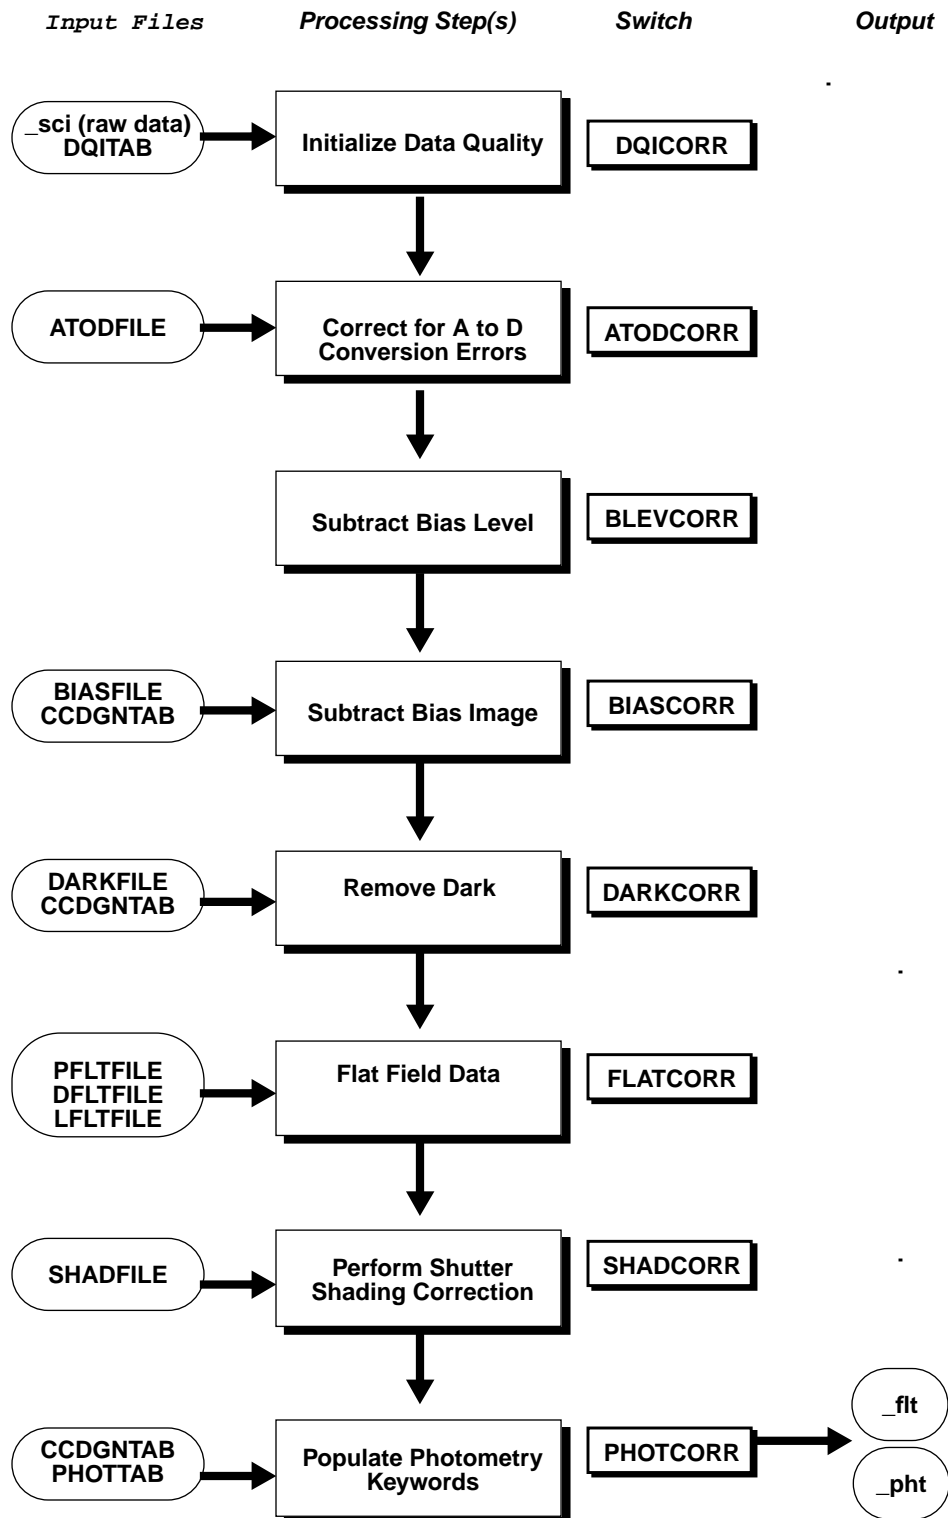 Input Files Processing Step(s) Switch Output
_sci (raw data)
DQITAB
Initialize Data Quality
DQICORR
ATODFILE
Correct for A to D
Conversion Errors
ATODCORR
Subtract Bias Level
BLEVCORR
BIASFILE
CCDGNTAB
Subtract Bias Image
BIASCORR
DARKFILE
CCDGNTAB
Remove Dark
DARKCORR
PFLTFILE
DFLTFILE
LFLTFILE
Flat Field Data
FLATCORR
SHADFILE
Perform Shutter
Shading Correction
SHADCORR
CCDGNTAB
PHOTTAB
Populate Photometry
Keywords
PHOTCORR
_flt
_pht